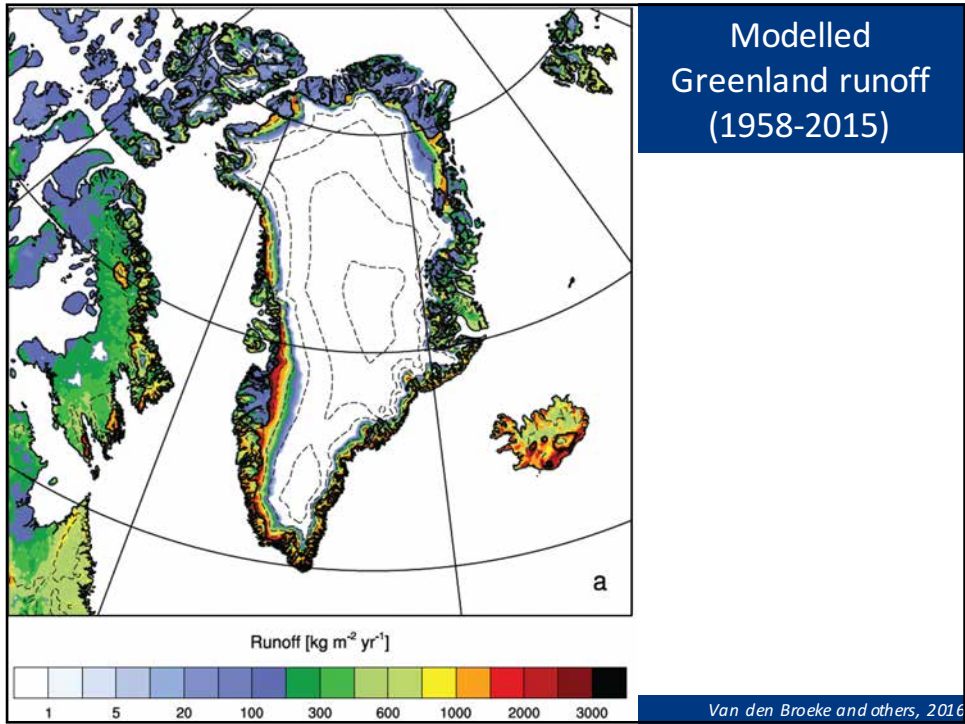 Modelled
Greenland runoff
(1958-2015)
a
Runoff [kg m⁻² yr⁻¹]
1 5 20 100 300 600 1000 2000 3000
Van den Broeke and others, 2016